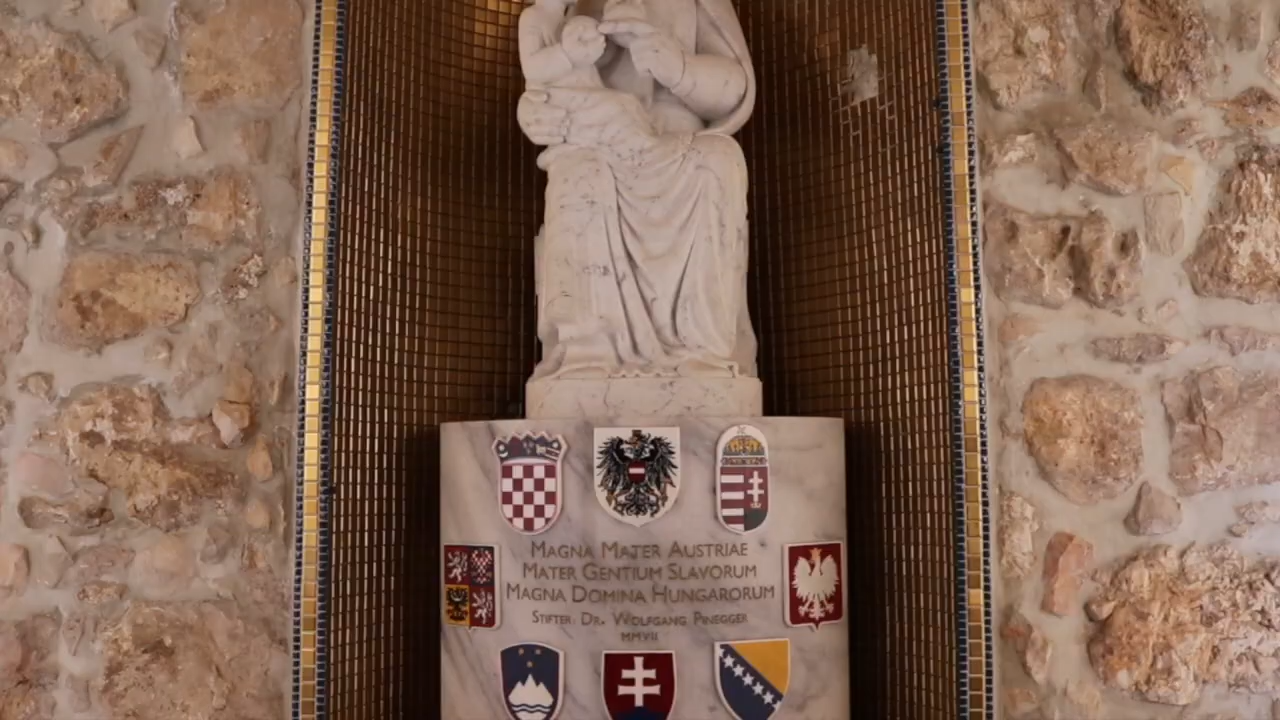 Magna Mater Austriae
Mater Gentium Slavorum
Magna Domina Hungarorum
Stifter Dr. Wolfgang Pinegger
MMVII